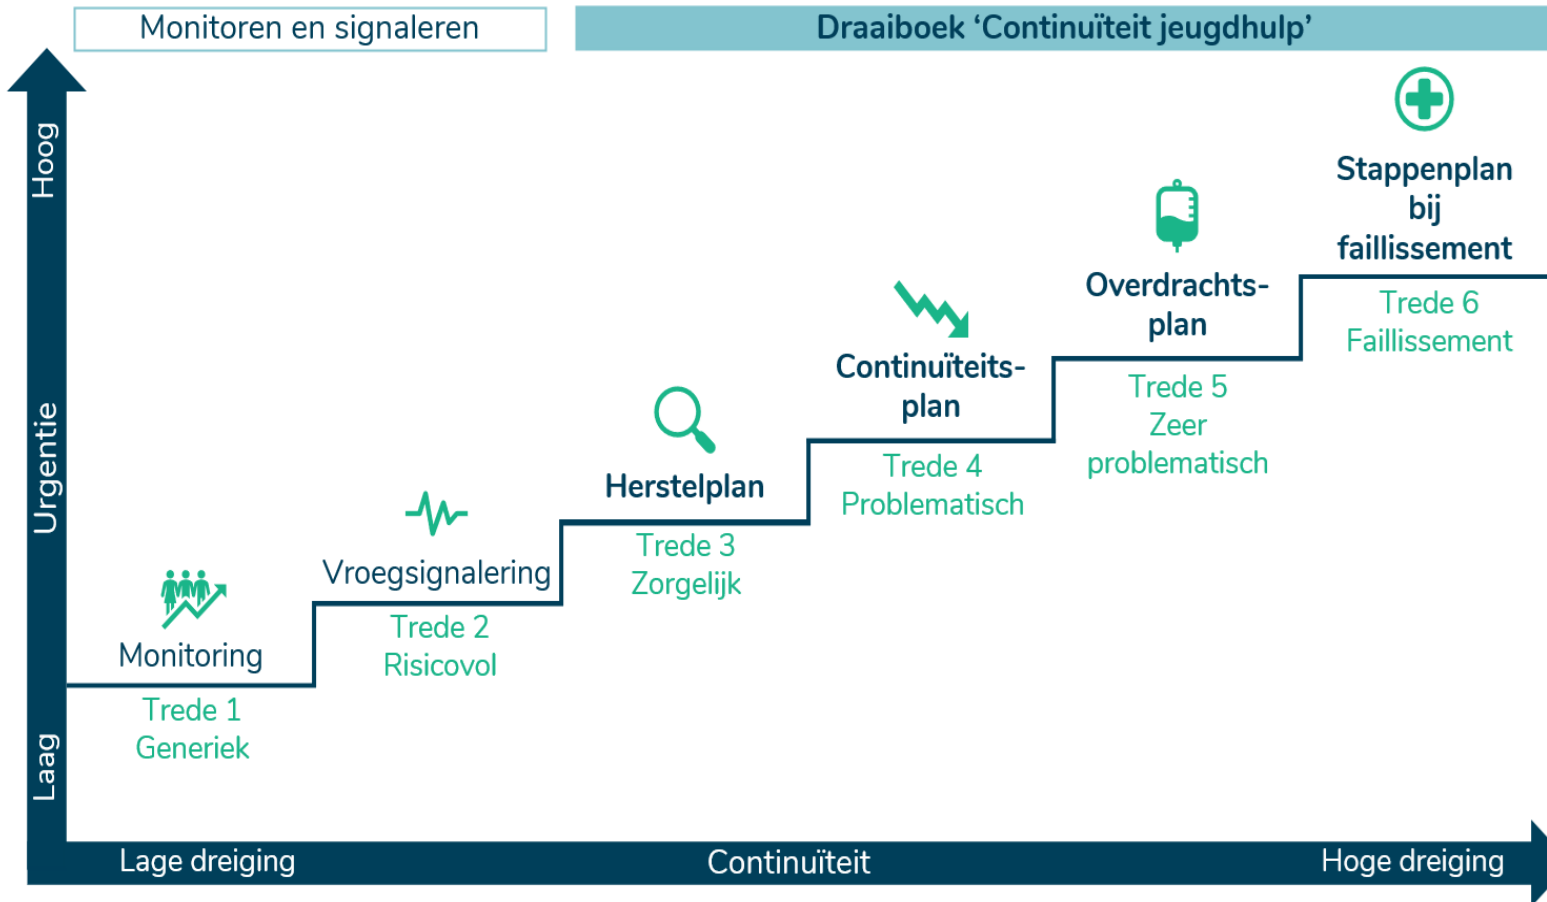 Monitoren en signaleren
Draaiboek ‘Continuïteit jeugdhulp’
Hoog
Urgentie
Laag
Monitoring
Trede 1
Generiek
Vroegsignalering
Trede 2
Risicovol
Herstelplan
Trede 3
Zorgelijk
Continuïteits-
plan
Trede 4
Problematisch
Overdrachts-
plan
Trede 5
Zeer
problematisch
Stappenplan
bij
faillissement
Trede 6
Faillissement
Lage dreiging
Continuïteit
Hoge dreiging